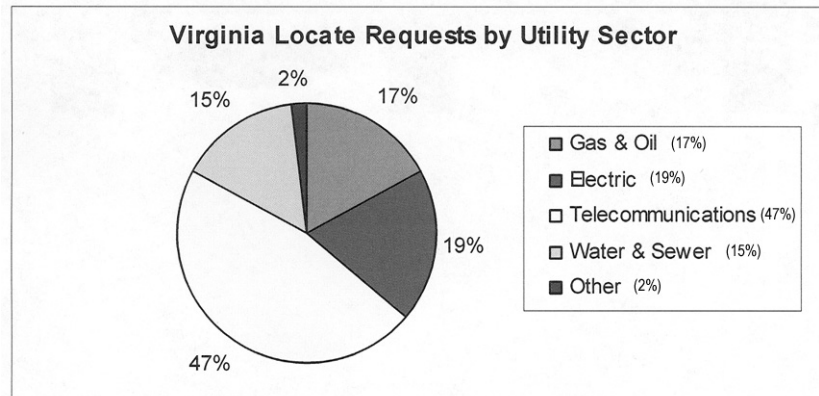 Virginia Locate Requests by Utility Sector
2%
15%
17%
19%
47%
Gas & Oil (17%)
Electric (19%)
Telecommunications (47%)
Water & Sewer (15%)
Other (2%)